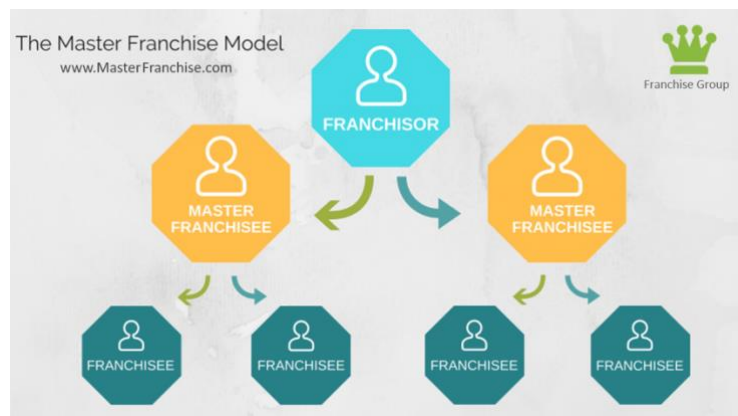 The Master Franchise Model
www.MasterFranchise.com
Franchise Group
FRANCHISOR
MASTER
FRANCHISEE
MASTER
FRANCHISEE
FRANCHISEE
FRANCHISEE
FRANCHISEE
FRANCHISEE